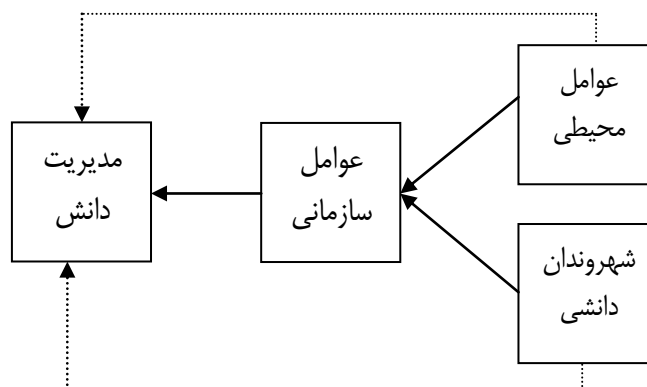 عوامل
محیطی
عوامل
سازمانی
مدیریت
دانش
شهروندان
دانشی